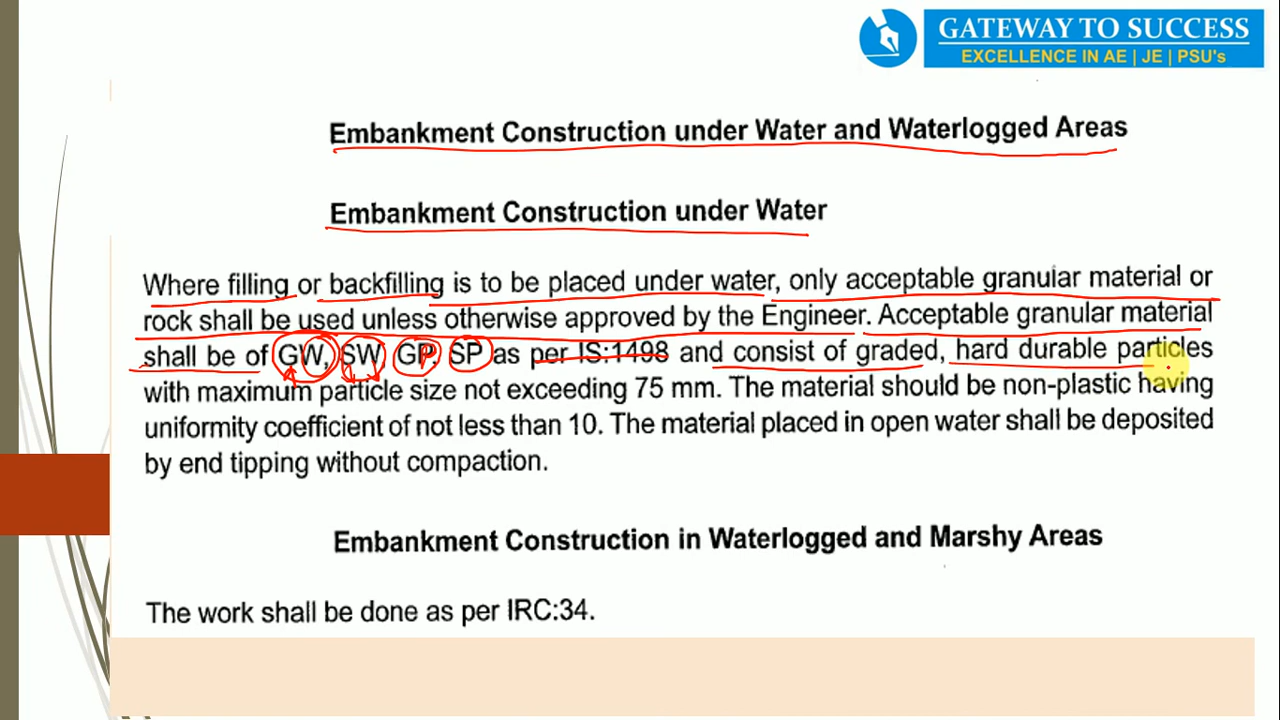 GATEWAY TO SUCCESS
EXCELLENCE IN AE | JE | PSU's
Embankment Construction under Water and Waterlogged Areas
Embankment Construction under Water
Where filling or backfilling is to be placed under water, only acceptable granular material or
rock shall be used unless otherwise approved by the Engineer. Acceptable granular material
shall be of GW, SW, GP, SP as per IS:1498 and consist of graded, hard durable particles
with maximum particle size not exceeding 75 mm. The material should be non-plastic having
uniformity coefficient of not less than 10. The material placed in open water shall be deposited
by end tipping without compaction.
Embankment Construction in Waterlogged and Marshy Areas
The work shall be done as per IRC:34.